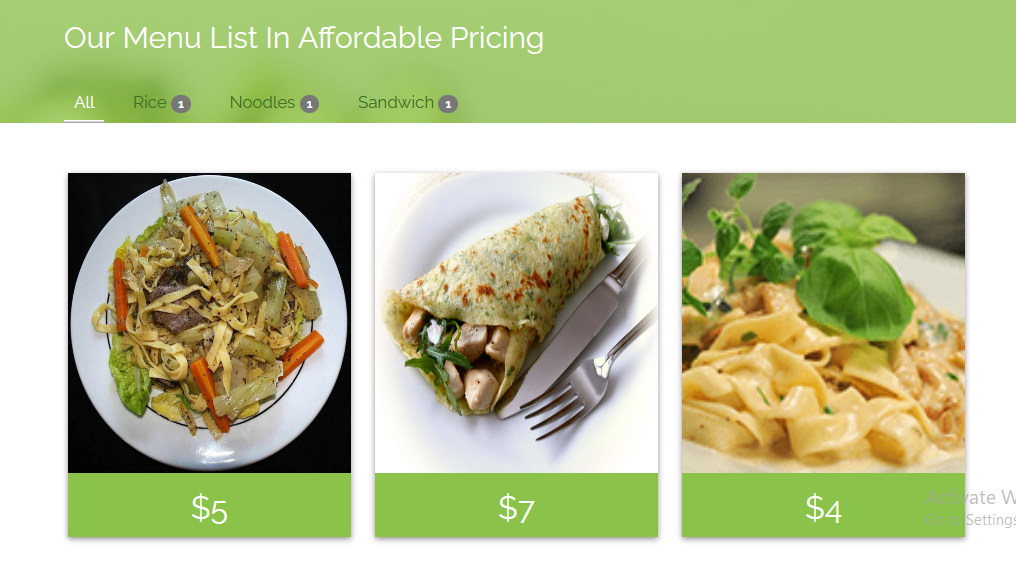 Our Menu List In Affordable Pricing
All Rice 1 Noodles 1 Sandwich 1
$5 $7 $4
Activate W
Go to Settings